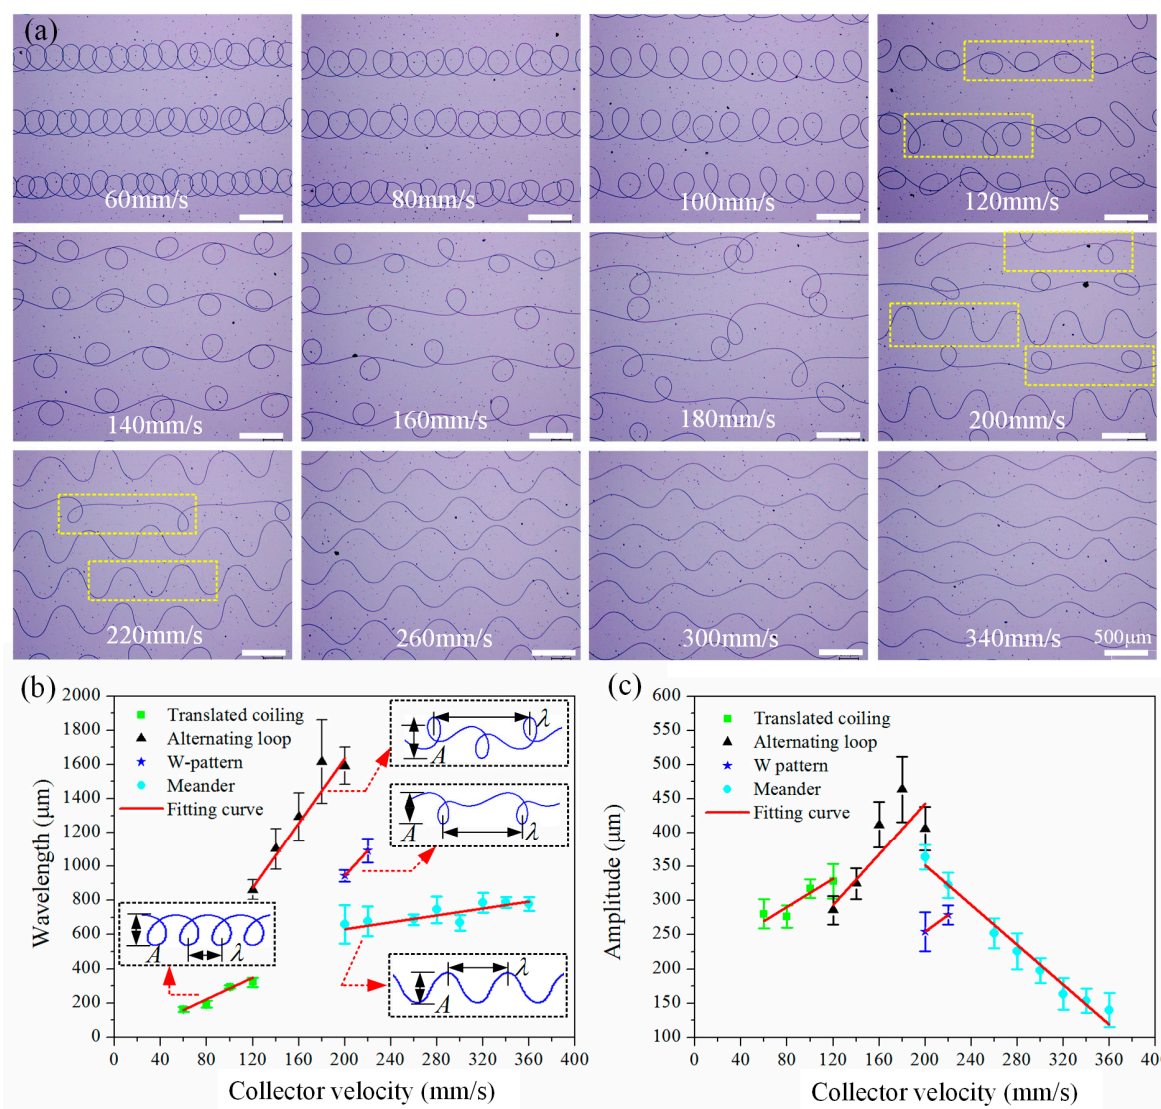 (a)
60mm/s
80mm/s
100mm/s
120mm/s
140mm/s
160mm/s
180mm/s
200mm/s
220mm/s
260mm/s
300mm/s
340mm/s
500μm
(b)
2000
1800
1600
1400
1200
1000
800
600
400
200
0
Wavelength (μm)
Translated coiling
Alternating loop
W-pattern
Meander
Fitting curve
λ
A
λ
A
λ
A
λ
A
0 40 80 120 160 200 240 280 320 360 400
Collector velocity (mm/s)
(c)
600
550
500
450
400
350
300
250
200
150
100
Amplitude (μm)
Translated coiling
Alternating loop
W pattern
Meander
Fitting curve
0 40 80 120 160 200 240 280 320 360 400
Collector velocity (mm/s)